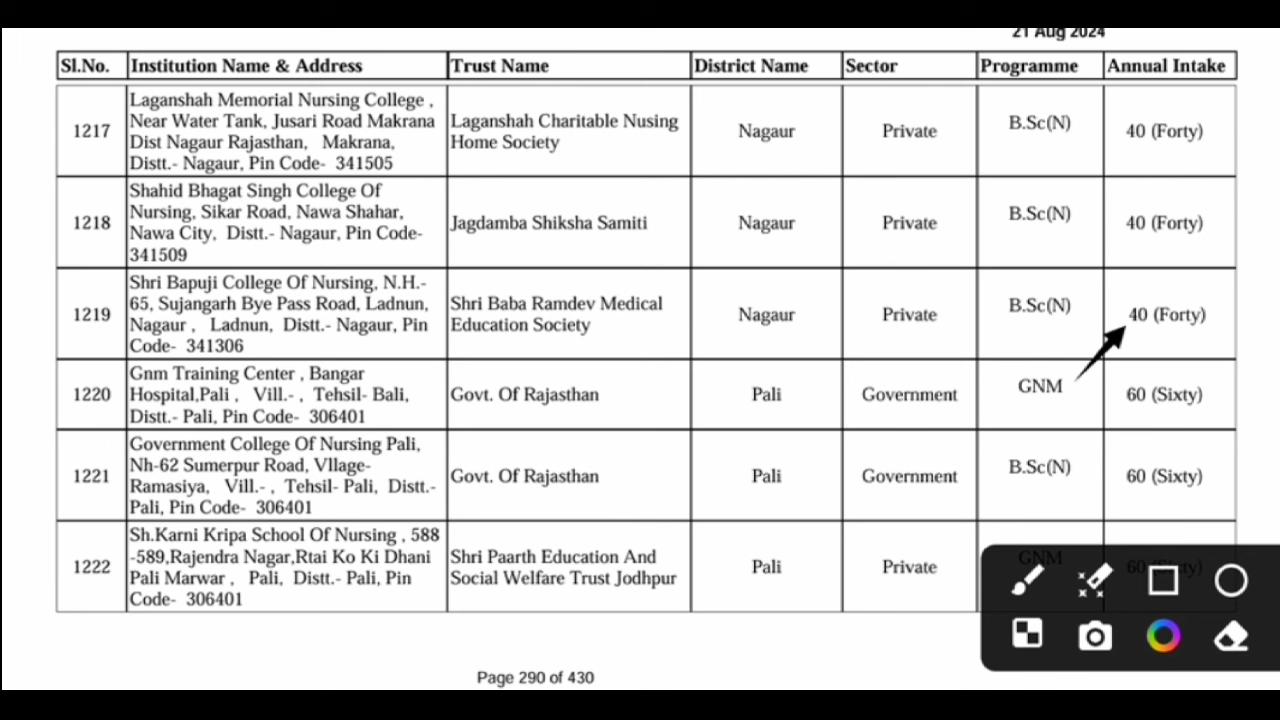 21 Aug 2024
Sl.No. Institution Name & Address Trust Name District Name Sector Programme Annual Intake
1217
Laganshah Memorial Nursing College ,
Near Water Tank, Jusari Road Makrana
Dist Nagaur Rajasthan, Makrana,
Distt.- Nagaur, Pin Code- 341505
Laganshah Charitable Nusing
Home Society
Nagaur
Private
B.Sc(N)
40 (Forty)
1218
Shahid Bhagat Singh College Of
Nursing, Sikar Road, Nawa Shahar,
Nawa City, Distt.- Nagaur, Pin Code-
341509
Jagdamba Shiksha Samiti
Nagaur
Private
B.Sc(N)
40 (Forty)
1219
Shri Bapuji College Of Nursing, N.H.-
65, Sujangarh Bye Pass Road, Ladnun,
Nagaur , Ladnun, Distt.- Nagaur, Pin
Code- 341306
Shri Baba Ramdev Medical
Education Society
Nagaur
Private
B.Sc(N)
40 (Forty)
1220
Gnm Training Center , Bangar
Hospital,Pali , Vill.- , Tehsil- Bali,
Distt.- Pali, Pin Code- 306401
Govt. Of Rajasthan
Pali
Government
GNM
60 (Sixty)
1221
Government College Of Nursing Pali,
Nh-62 Sumerpur Road, Vllage-
Ramasiya, Vill.- , Tehsil- Pali, Distt.-
Pali, Pin Code- 306401
Govt. Of Rajasthan
Pali
Government
B.Sc(N)
60 (Sixty)
1222
Sh.Karni Kripa School Of Nursing , 588
-589,Rajendra Nagar,Rtai Ko Ki Dhani
Pali Marwar , Pali, Distt.- Pali, Pin
Code- 306401
Shri Paarth Education And
Social Welfare Trust Jodhpur
Pali
Private
GNM
60 (Sixty)
Page 290 of 430